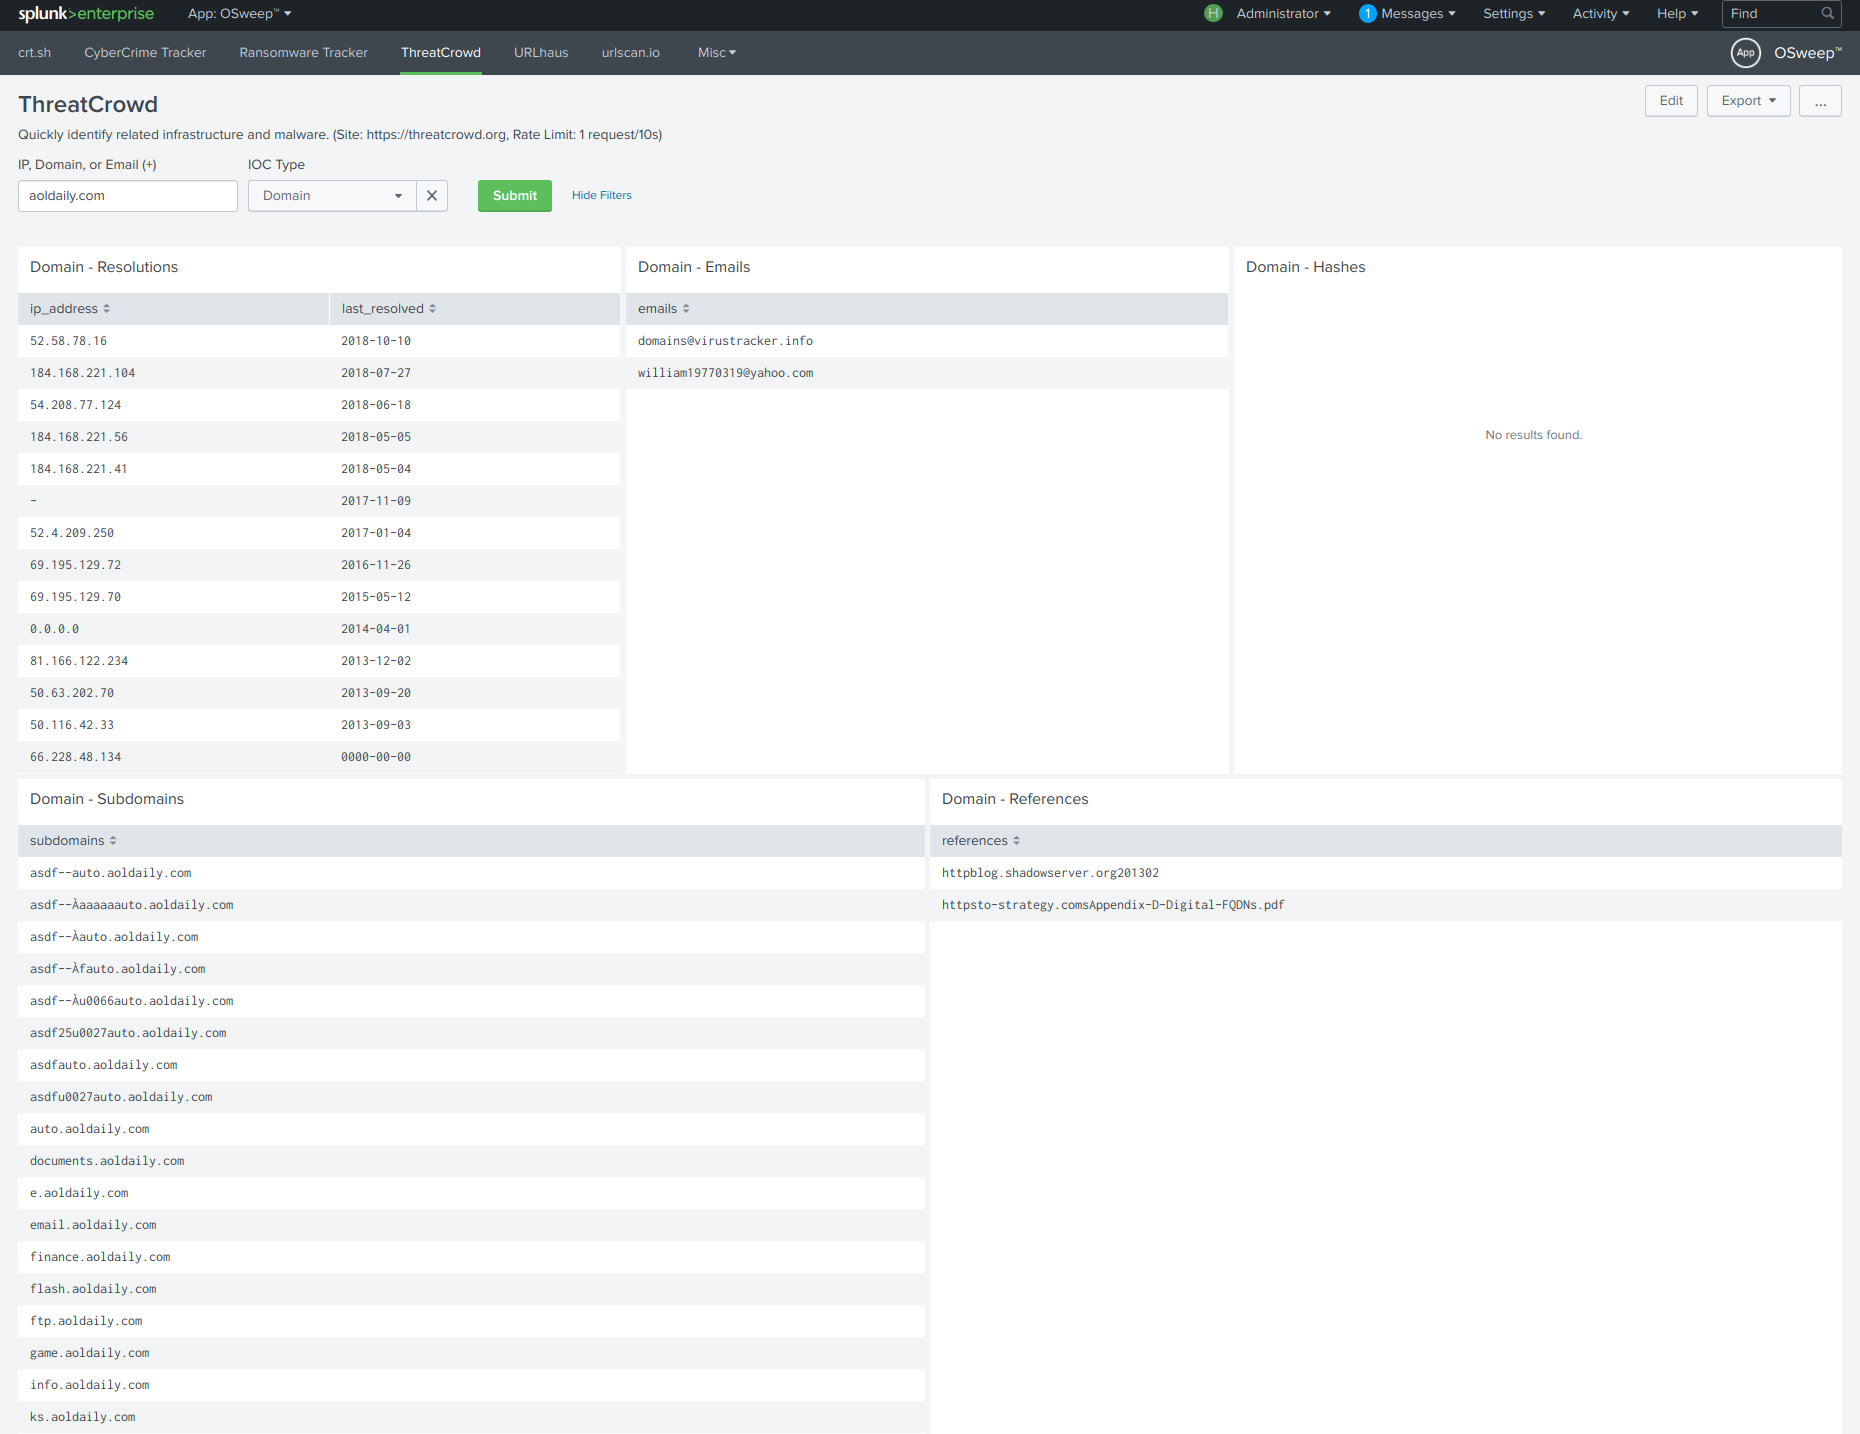 splunk>enterprise App: OSweep™ Administrator 1 Messages Settings Activity Help Find
crt.sh CyberCrime Tracker Ransomware Tracker ThreatCrowd URLhaus urlscan.io Misc App OSweep™
ThreatCrowd
Edit Export ...
Quickly identify related infrastructure and malware. (Site: https://threatcrowd.org, Rate Limit: 1 request/10s)
IP, Domain, or Email (+) IOC Type
aoldaily.com Domain Submit Hide Filters
Domain - Resolutions
ip_address last_resolved
52.58.78.16 2018-10-10
184.168.221.104 2018-07-27
54.208.77.124 2018-06-18
184.168.221.56 2018-05-05
184.168.221.41 2018-05-04
- 2017-11-09
52.4.209.250 2017-01-04
69.195.129.72 2016-11-26
69.195.129.70 2015-05-12
0.0.0.0 2014-04-01
81.166.122.234 2013-12-02
50.63.202.70 2013-09-20
50.116.42.33 2013-09-03
66.228.48.134 0000-00-00
Domain - Emails
emails
domains@virustracker.info
william19770319@yahoo.com
Domain - Hashes
No results found.
Domain - Subdomains
subdomains
asdf--auto.aoldaily.com
asdf--Àaaaaaauto.aoldaily.com
asdf--Àauto.aoldaily.com
asdf--Àfauto.aoldaily.com
asdf--Àu0066auto.aoldaily.com
asdf25u0027auto.aoldaily.com
asdfauto.aoldaily.com
asdfu0027auto.aoldaily.com
auto.aoldaily.com
documents.aoldaily.com
e.aoldaily.com
email.aoldaily.com
finance.aoldaily.com
flash.aoldaily.com
ftp.aoldaily.com
game.aoldaily.com
info.aoldaily.com
ks.aoldaily.com
Domain - References
references
httpblog.shadowserver.org201302
httpsto-strategy.comsAppendix-D-Digital-FQDNs.pdf